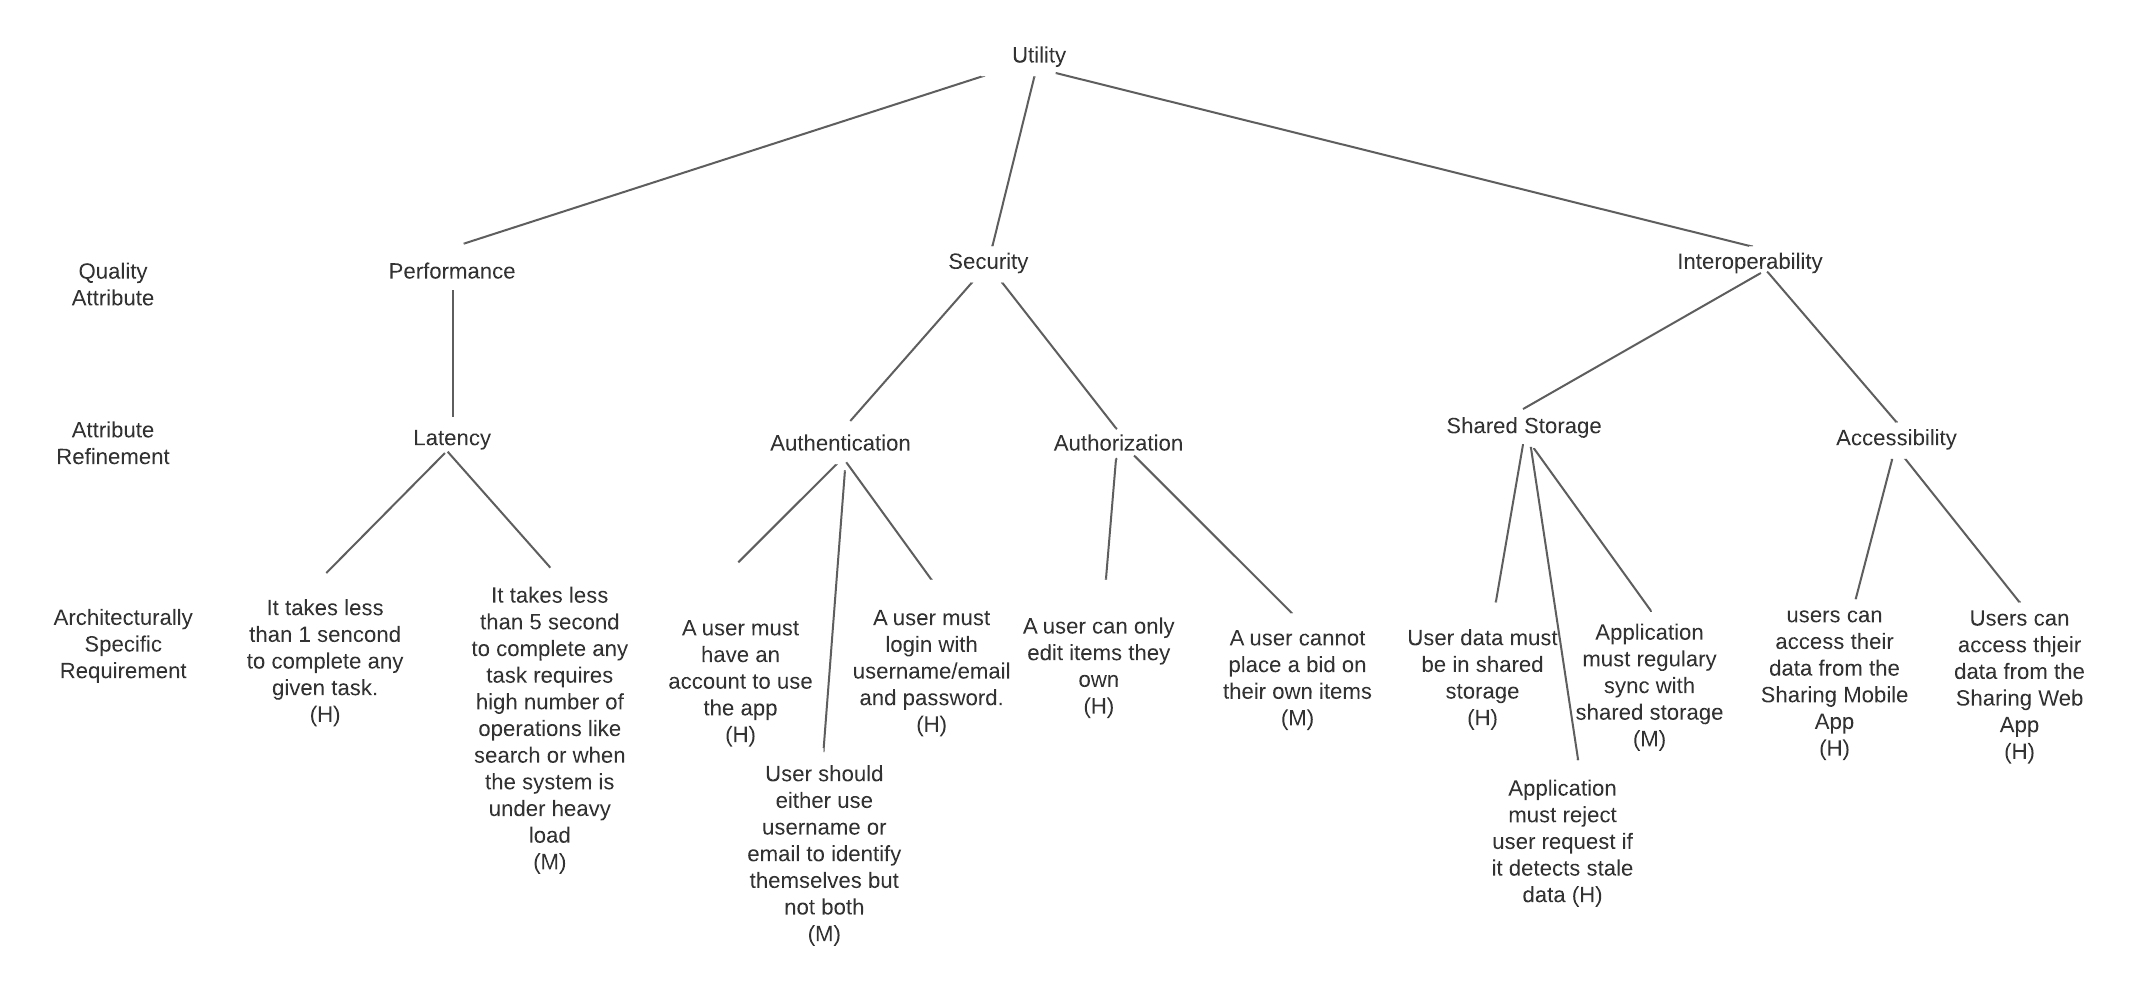 Utility
Quality
Attribute
Performance
Security
Interoperability
Attribute
Refinement
Latency
Authentication
Authorization
Shared Storage
Accessibility
Architecturally
Specific
Requirement
It takes less
than 1 sencond
to complete any
given task.
(H)
It takes less
than 5 second
to complete any
task requires
high number of
operations like
search or when
the system is
under heavy
load
(M)
A user must
have an
account to use
the app
(H)
User should
either use
username or
email to identify
themselves but
not both
(M)
A user must
login with
username/email
and password.
(H)
A user can only
edit items they
own
(H)
A user cannot
place a bid on
their own items
(M)
User data must
be in shared
storage
(H)
Application
must reject
user request if
it detects stale
data (H)
Application
must regulary
sync with
shared storage
(M)
users can
access their
data from the
Sharing Mobile
App
(H)
Users can
access thjeir
data from the
Sharing Web
App
(H)